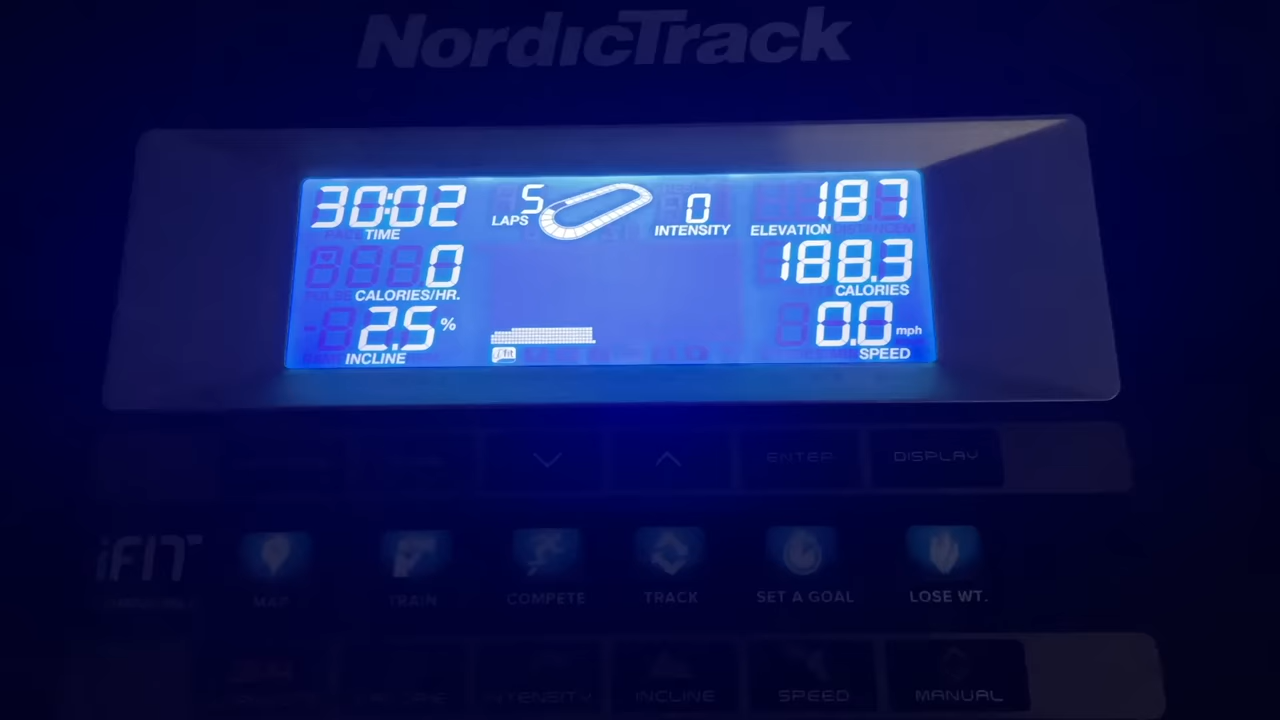 NordicTrack
30:02 5 0 187
TIME LAPS INTENSITY ELEVATION
0 188.3
CALORIES/HR. CALORIES
2.5 % 0.0 mph
INCLINE ifit SPEED
ENTER DISPLAY
iFIT
MAP TRAIN COMPETE TRACK SET A GOAL LOSE WT.
INTENSITY INCLINE SPEED MANUAL